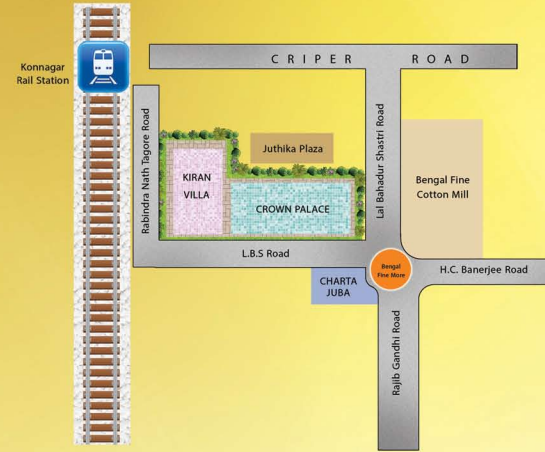 CRIPER ROAD
Konnagar
Rail Station
Rabindra Nath Tagore Road
Juthika Plaza
Lal Bahadur Shastri Road
KIRAN
VILLA
CROWN PALACE
Bengal Fine
Cotton Mill
L.B.S Road
Bengal
Fine More
H.C. Banerjee Road
CHARTA
JUBA
Rajib Gandhi Road